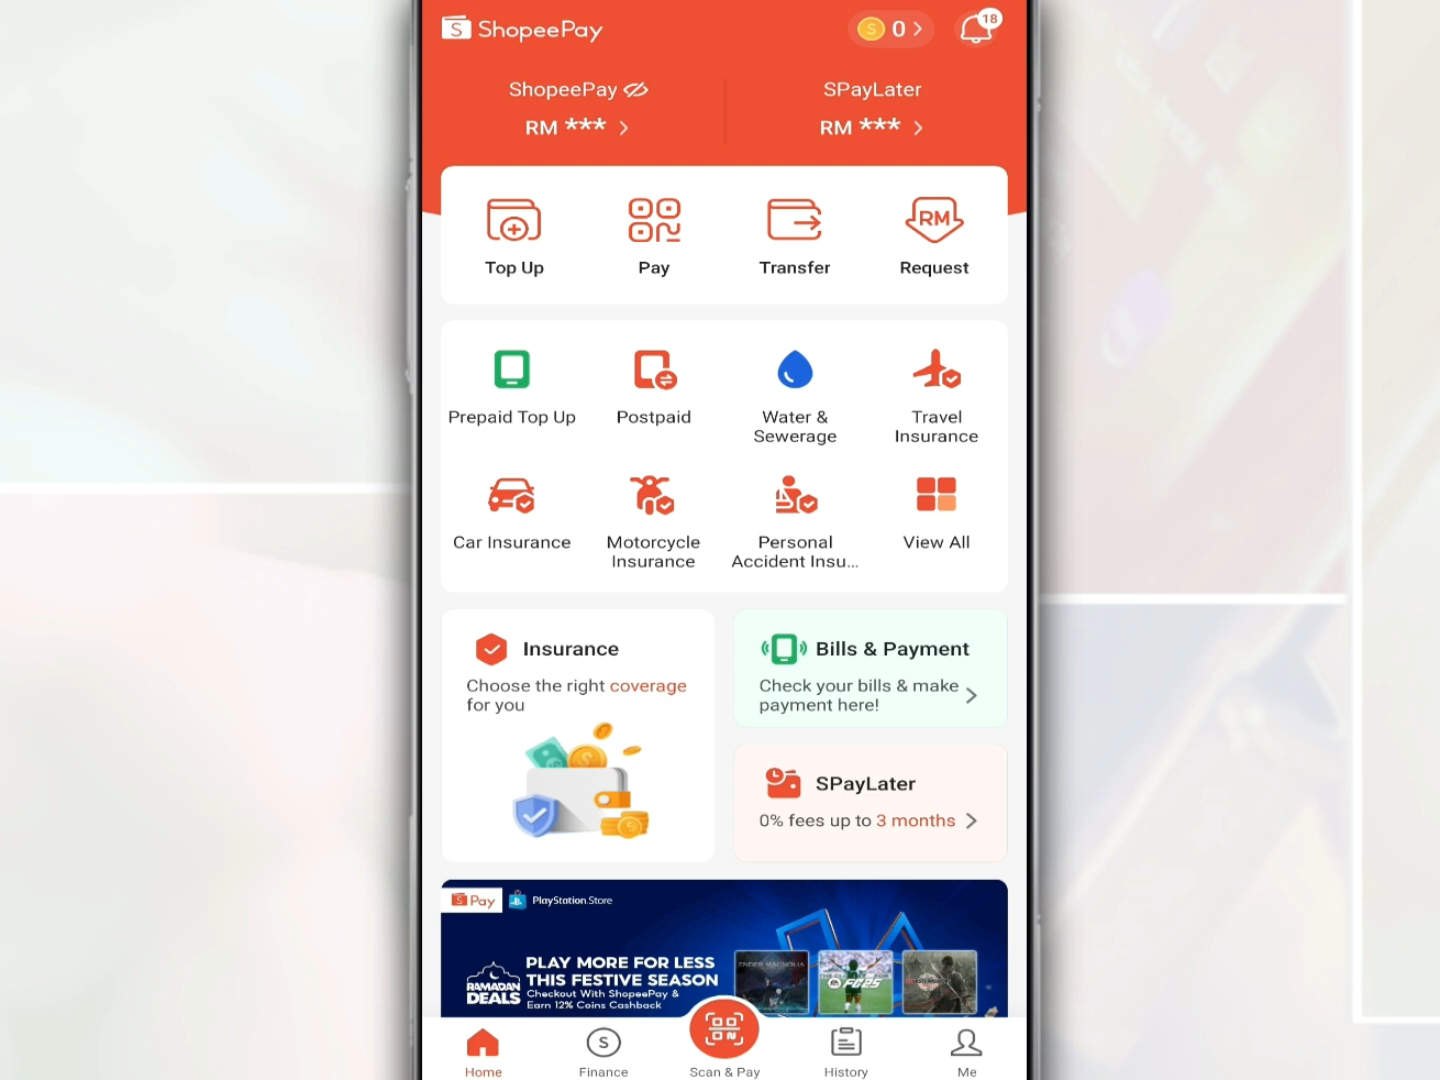 ShopeePay
0
18
ShopeePay
SPayLater
RM ***
RM ***
Top Up
Pay
RM
Transfer
Request
Prepaid Top Up
Postpaid
Water &
Sewerage
Travel
Insurance
Car Insurance
Motorcycle
Insurance
Personal
Accident Insu...
View All
Insurance
Choose the right coverage
for you
Bills & Payment
Check your bills & make
payment here!
SPayLater
0% fees up to 3 months
S Pay
PlayStation Store
RAMADAN
DEALS
PLAY MORE FOR LESS
THIS FESTIVE SEASON
Checkout With ShopeePay &
Earn 12% Coins Cashback
ENDER MAGNOLIA
FC25
Home
Finance
Scan & Pay
History
Me